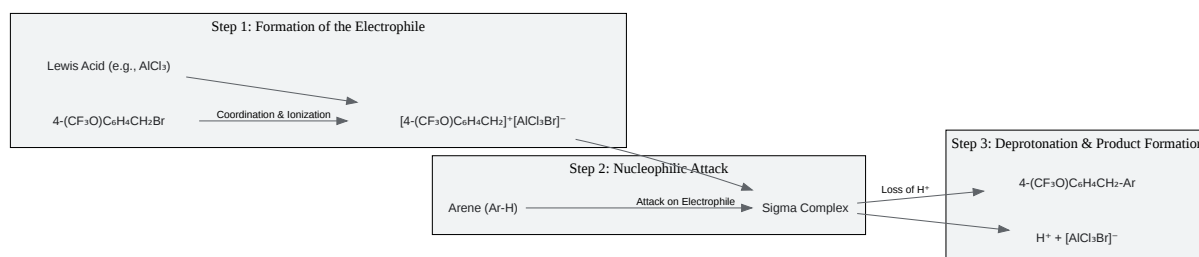 Step 1: Formation of the Electrophile
Lewis Acid (e.g., AlCl₃)
4-(CF₃O)C₆H₄CH₂Br
Coordination & Ionization
[4-(CF₃O)C₆H₄CH₂]⁺[AlCl₃Br]⁻
Step 2: Nucleophilic Attack
Arene (Ar-H)
Attack on Electrophile
Sigma Complex
Loss of H⁺
Step 3: Deprotonation & Product Formation
4-(CF₃O)C₆H₄CH₂-Ar
H⁺ + [AlCl₃Br]⁻